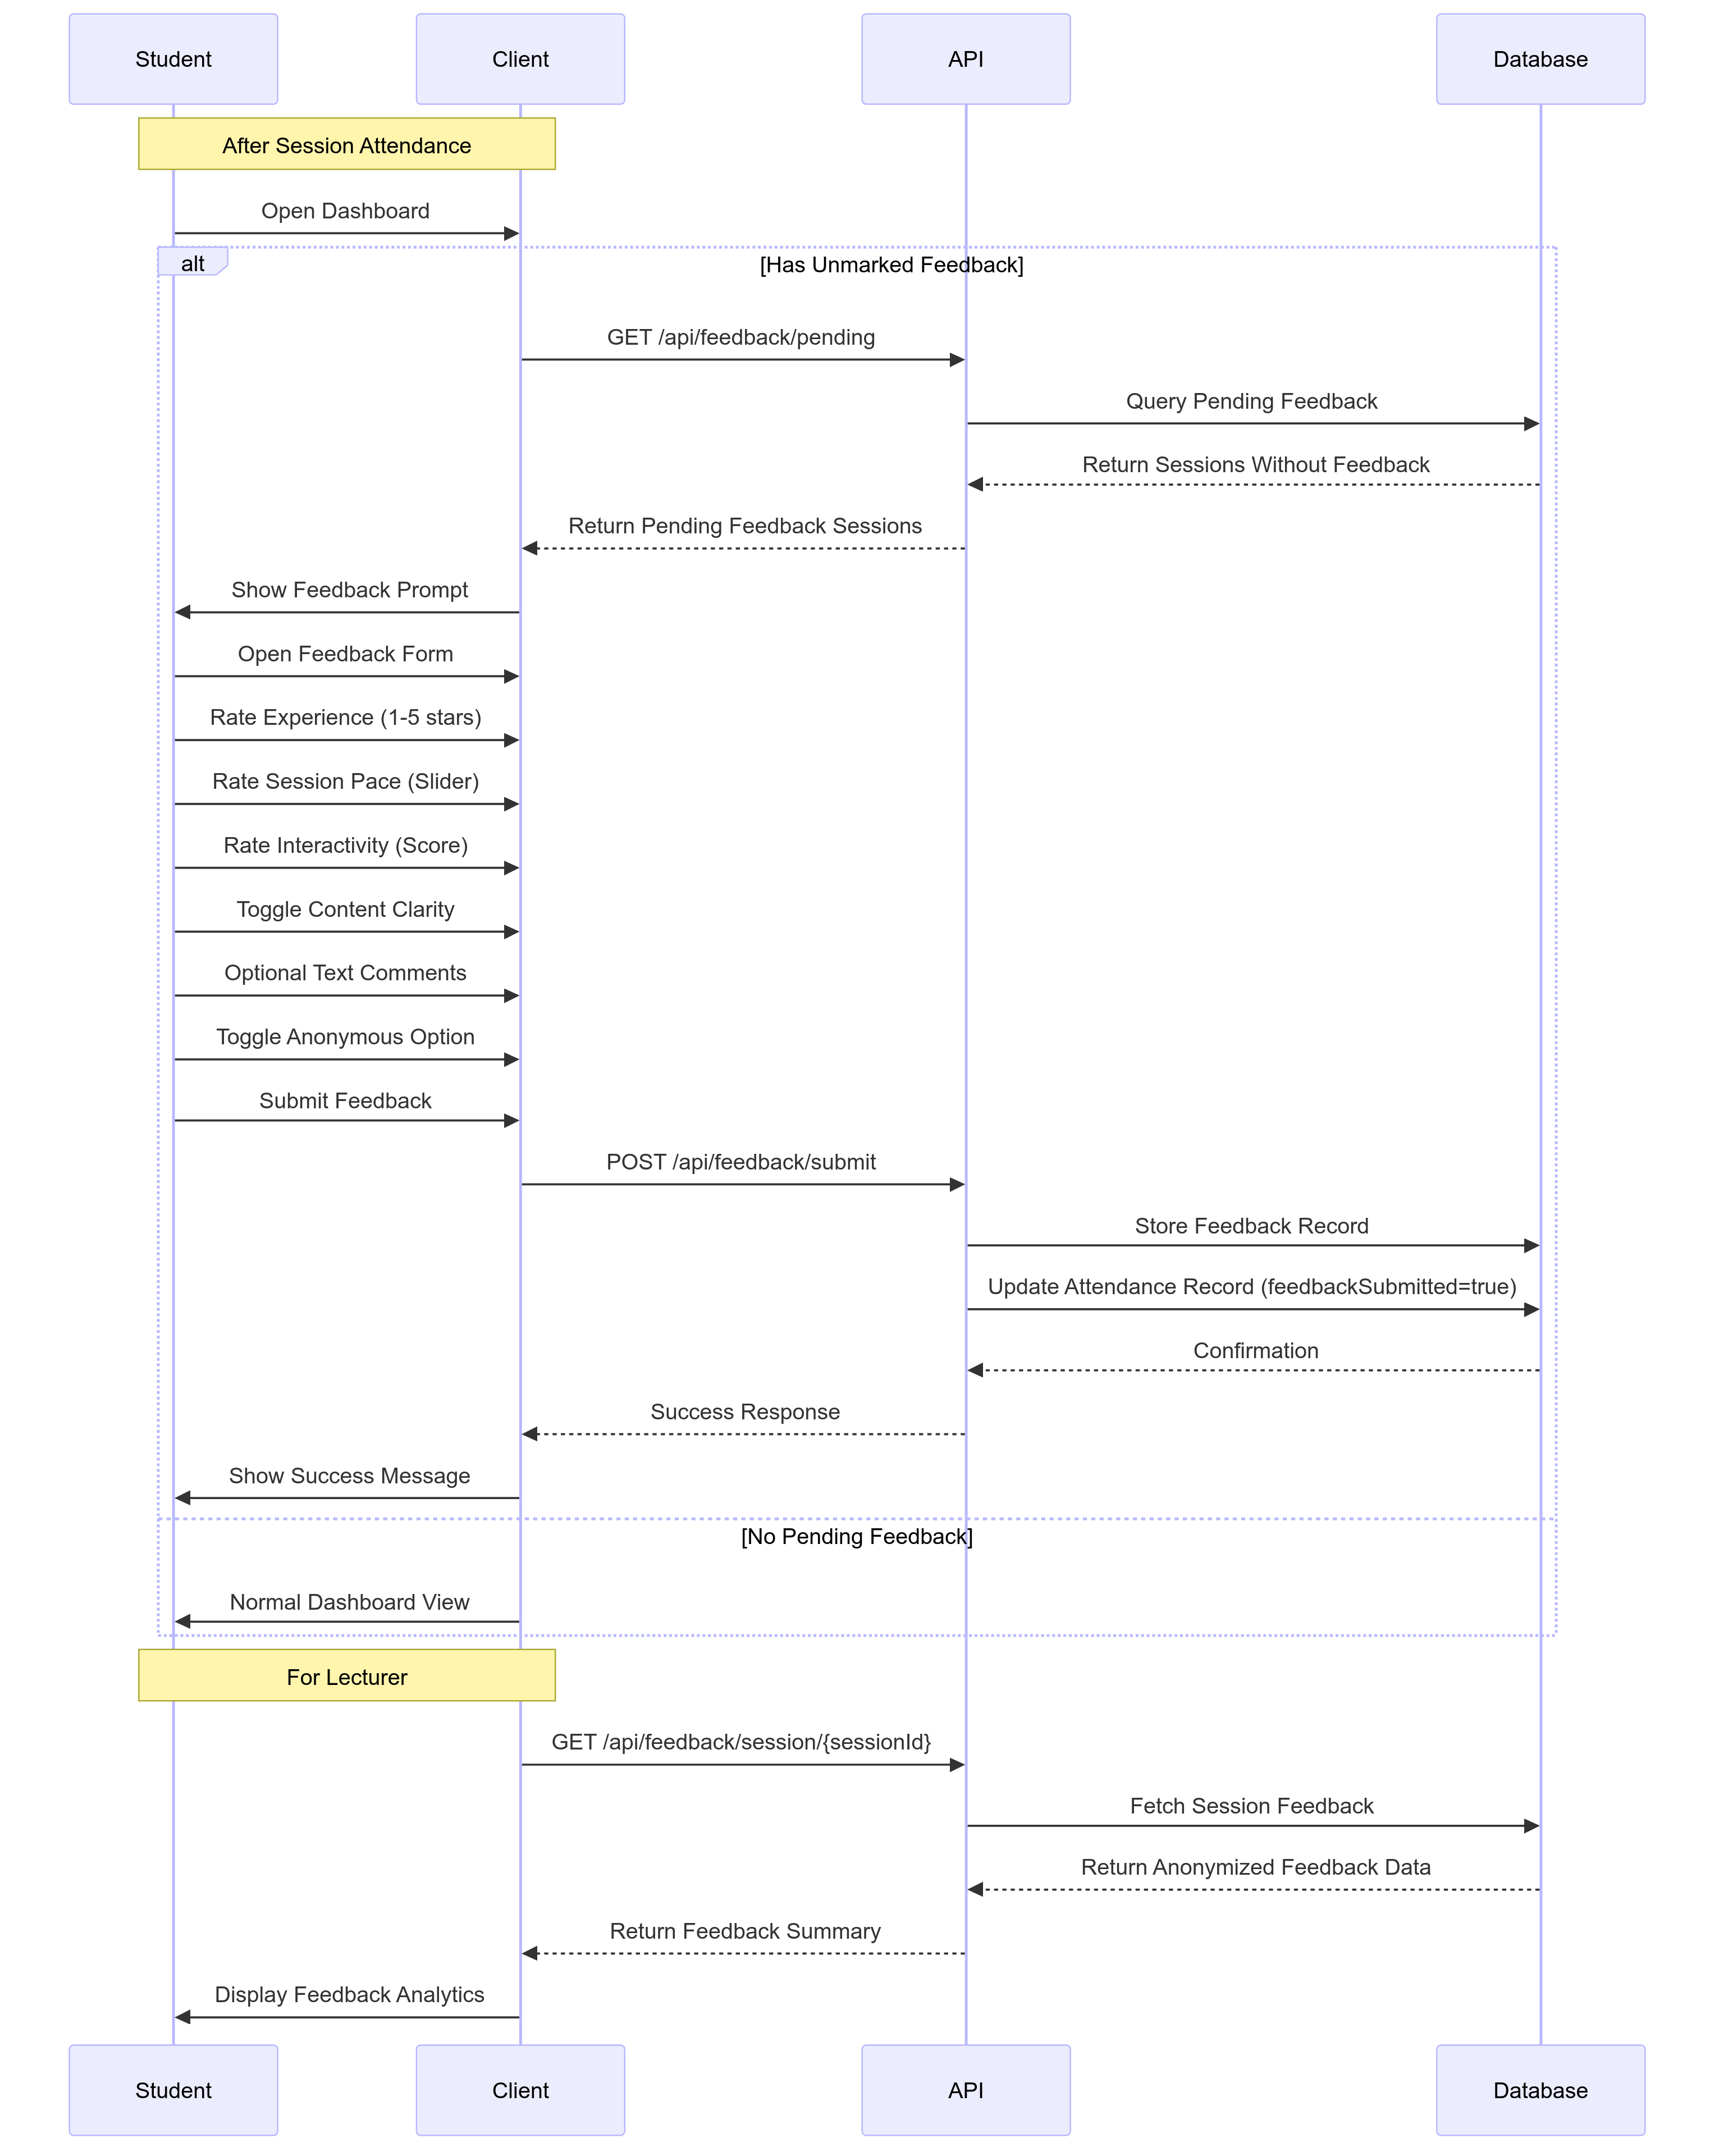 Student
Client
API
Database
After Session Attendance
Open Dashboard
alt
[Has Unmarked Feedback]
GET /api/feedback/pending
Query Pending Feedback
Return Sessions Without Feedback
Return Pending Feedback Sessions
Show Feedback Prompt
Open Feedback Form
Rate Experience (1-5 stars)
Rate Session Pace (Slider)
Rate Interactivity (Score)
Toggle Content Clarity
Optional Text Comments
Toggle Anonymous Option
Submit Feedback
POST /api/feedback/submit
Store Feedback Record
Update Attendance Record (feedbackSubmitted=true)
Confirmation
Success Response
Show Success Message
[No Pending Feedback]
Normal Dashboard View
For Lecturer
GET /api/feedback/session/{sessionId}
Fetch Session Feedback
Return Anonymized Feedback Data
Return Feedback Summary
Display Feedback Analytics
Student
Client
API
Database